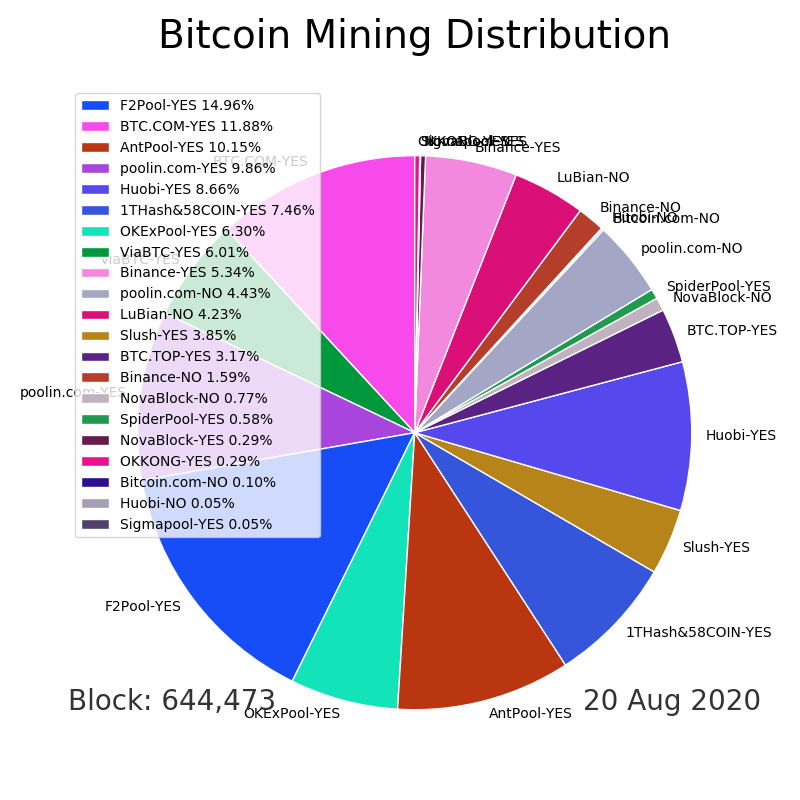 Bitcoin Mining Distribution
F2Pool-YES 14.96%
BTC.COM-YES 11.88%
AntPool-YES 10.15%
poolin.com-YES 9.86%
Huobi-YES 8.66%
1THash&58COIN-YES 7.46%
OKExPool-YES 6.30%
ViaBTC-YES 6.01%
Binance-YES 5.34%
poolin.com-NO 4.43%
LuBian-NO 4.23%
Slush-YES 3.85%
BTC.TOP-YES 3.17%
Binance-NO 1.59%
NovaBlock-NO 0.77%
SpiderPool-YES 0.58%
NovaBlock-YES 0.29%
OKKONG-YES 0.29%
Bitcoin.com-NO 0.10%
Huobi-NO 0.05%
Sigmapool-YES 0.05%
BTC.COM-YES
ViaBTC-YES
poolin.com-YES
F2Pool-YES
OKExPool-YES
AntPool-YES
1THash&58COIN-YES
Slush-YES
Huobi-YES
BTC.TOP-YES
NovaBlock-NO
SpiderPool-YES
poolin.com-NO
Bitcoin.com-NO
Huobi-NO
Binance-NO
LuBian-NO
Binance-YES
Block: 644,473
20 Aug 2020